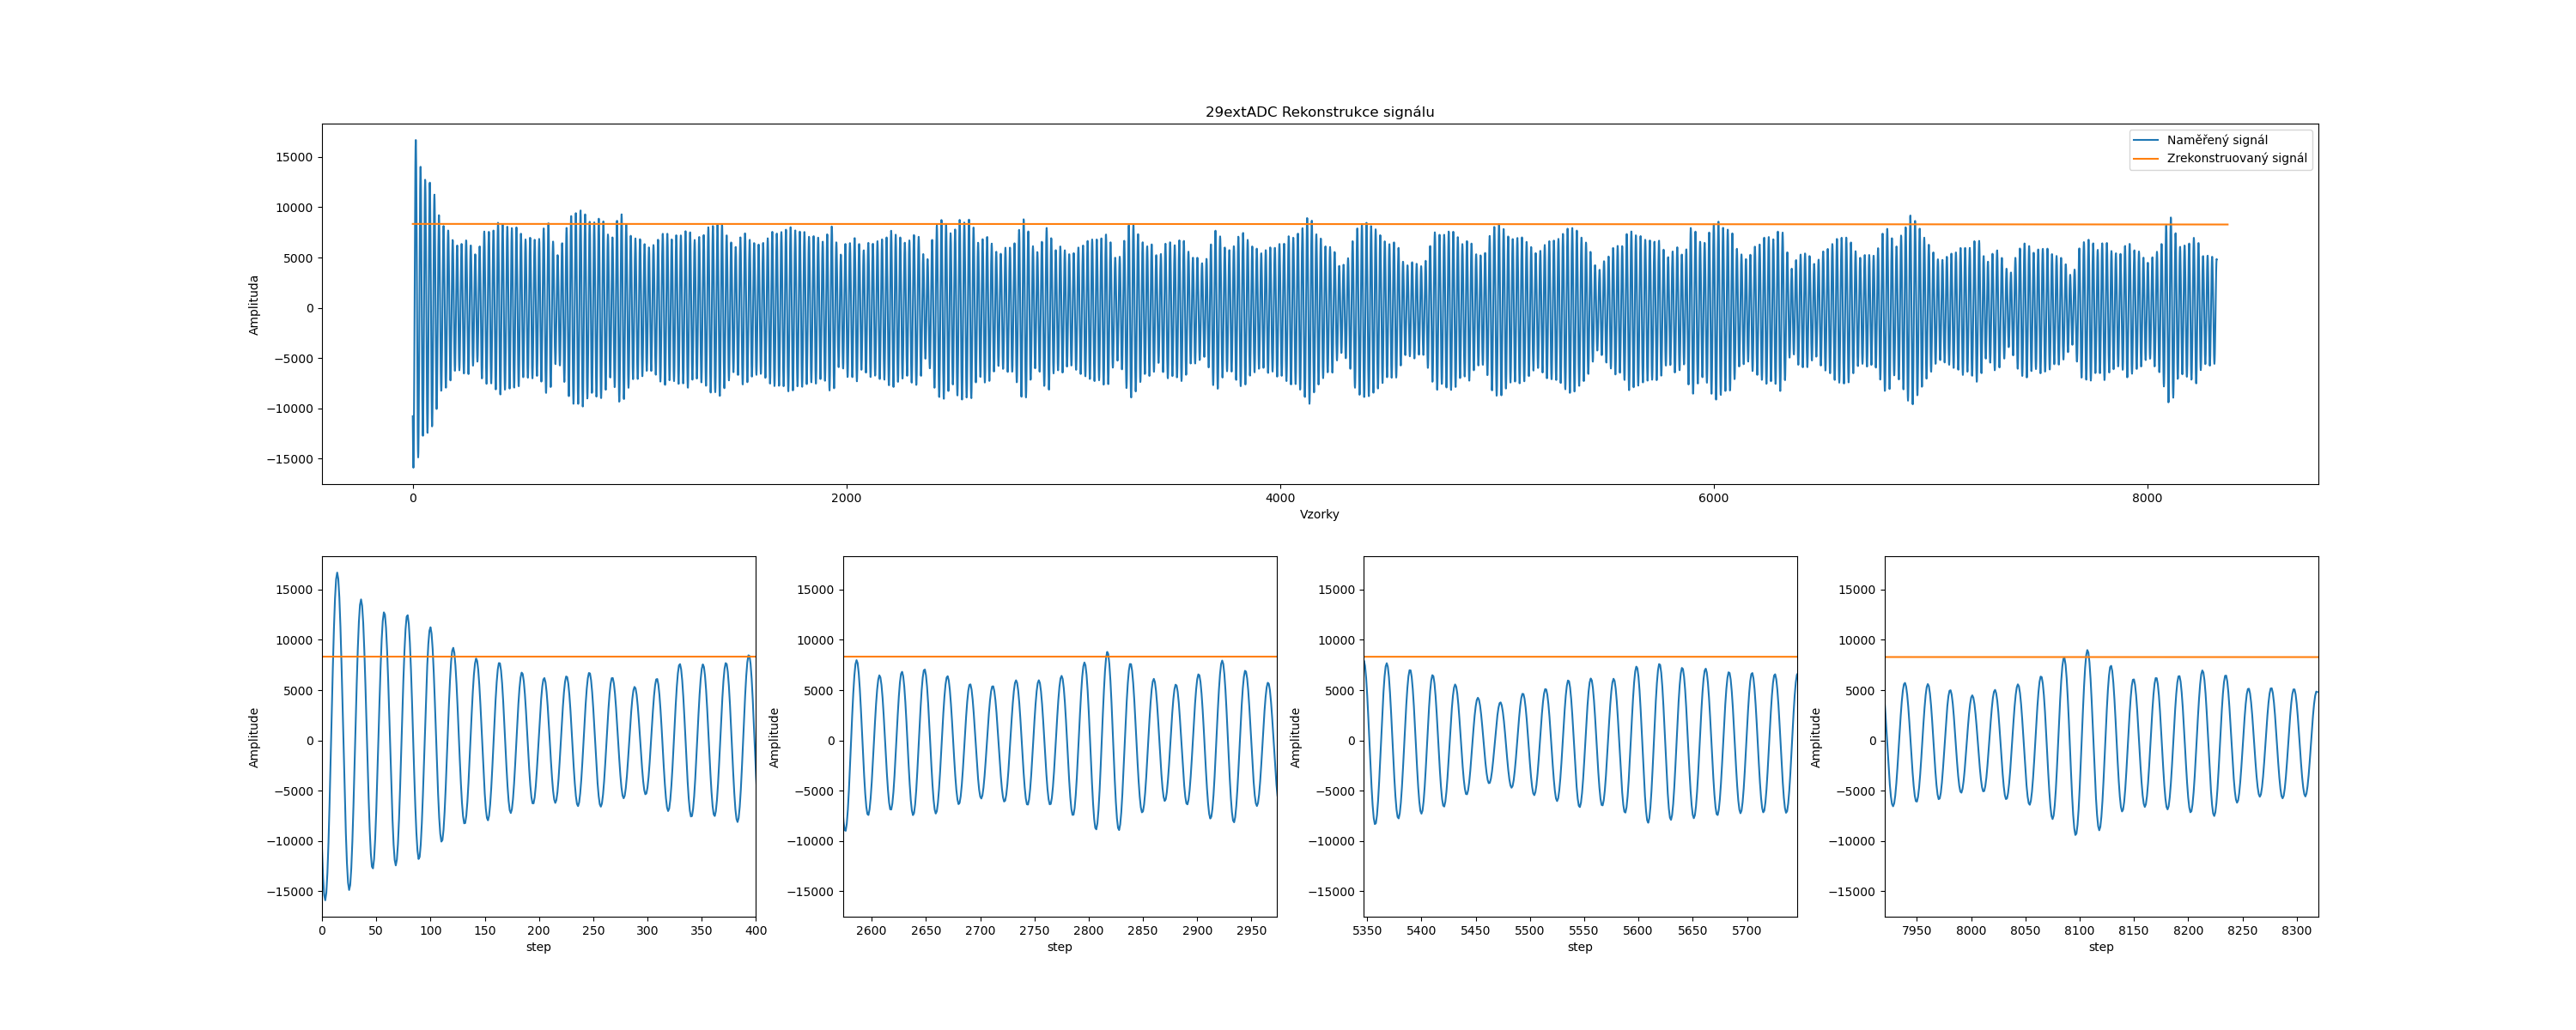 29extADC Rekonstrukce signálu
Naměřený signál
Zrekonstruovaný signál
Amplituda
15000
10000
5000
0
−5000
−10000
−15000
0 2000 4000 6000 8000
Vzorky
Amplitude
15000
10000
5000
0
−5000
−10000
−15000
0 50 100 150 200 250 300 350 400
step
Amplitude
15000
10000
5000
0
−5000
−10000
−15000
2600 2650 2700 2750 2800 2850 2900 2950
step
Amplitude
15000
10000
5000
0
−5000
−10000
−15000
5350 5400 5450 5500 5550 5600 5650 5700
step
Amplitude
15000
10000
5000
0
−5000
−10000
−15000
7950 8000 8050 8100 8150 8200 8250 8300
step